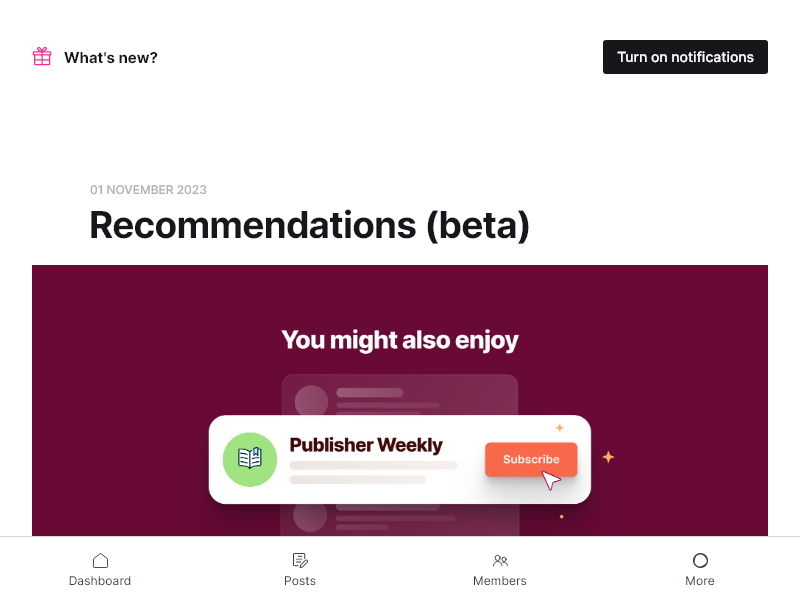 What's new?
Turn on notifications
01 NOVEMBER 2023
Recommendations (beta)
You might also enjoy
Publisher Weekly
Subscribe
Dashboard
Posts
Members
More